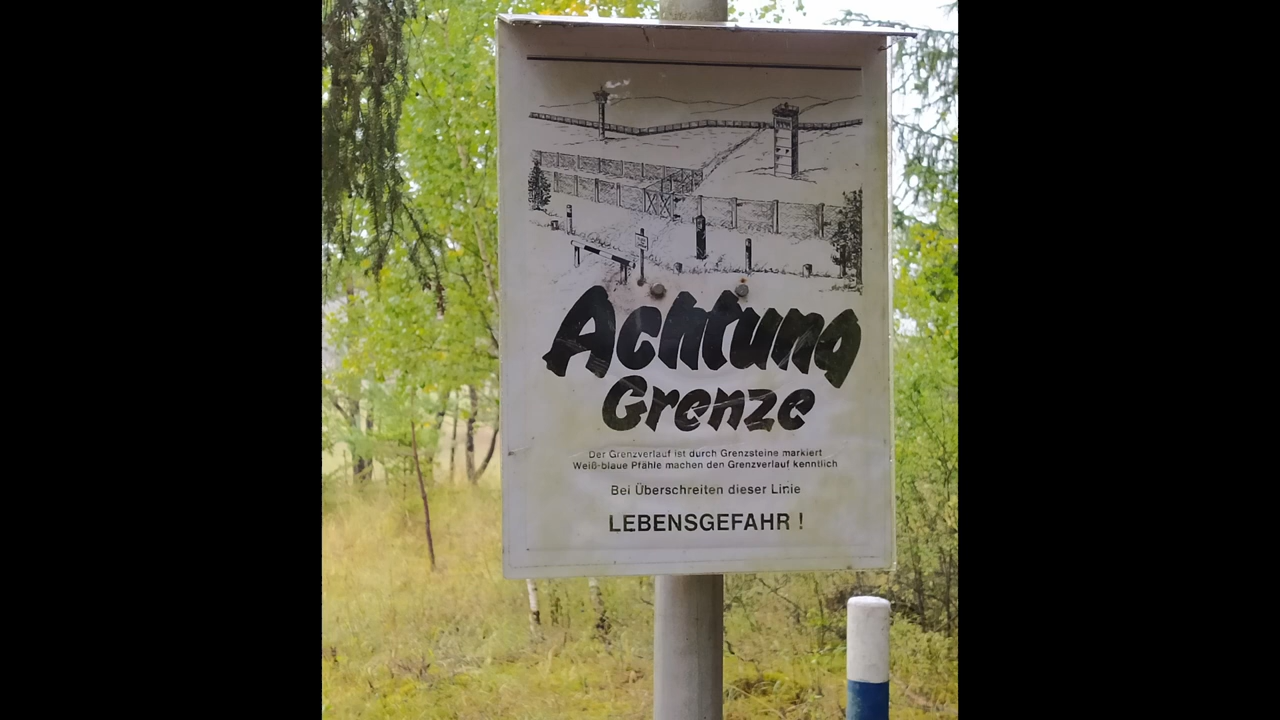 Achtung
Grenze
Der Grenzverlauf ist durch Grenzsteine markiert
Weiß-blaue Pfähle machen den Grenzverlauf kenntlich
Bei Überschreiten dieser Linie
LEBENSGEFAHR !